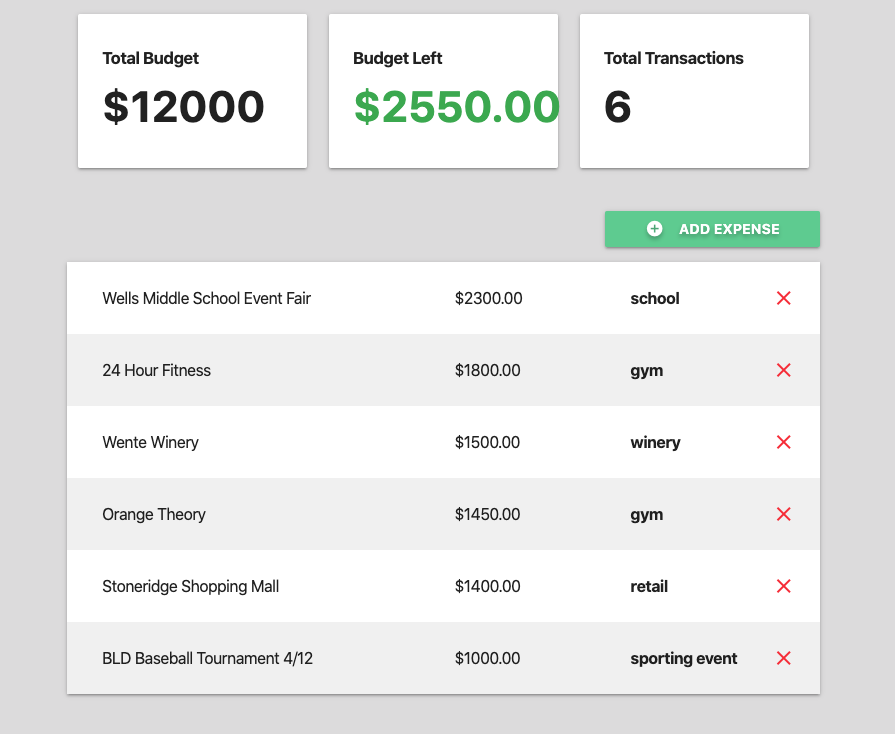 Total Budget
$12000
Budget Left
$2550.00
Total Transactions
6
ADD EXPENSE
Wells Middle School Event Fair $2300.00 school
24 Hour Fitness $1800.00 gym
Wente Winery $1500.00 winery
Orange Theory $1450.00 gym
Stoneridge Shopping Mall $1400.00 retail
BLD Baseball Tournament 4/12 $1000.00 sporting event